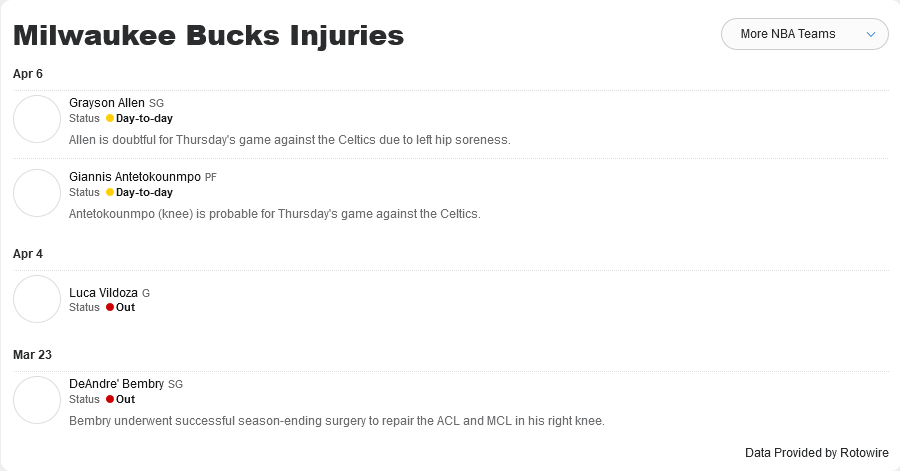 Milwaukee Bucks Injuries
More NBA Teams
Apr 6
Grayson Allen SG
Status Day-to-day
Allen is doubtful for Thursday's game against the Celtics due to left hip soreness.
Giannis Antetokounmpo PF
Status Day-to-day
Antetokounmpo (knee) is probable for Thursday's game against the Celtics.
Apr 4
Luca Vildoza G
Status Out
Mar 23
DeAndre' Bembry SG
Status Out
Bembry underwent successful season-ending surgery to repair the ACL and MCL in his right knee.
Data Provided by Rotowire